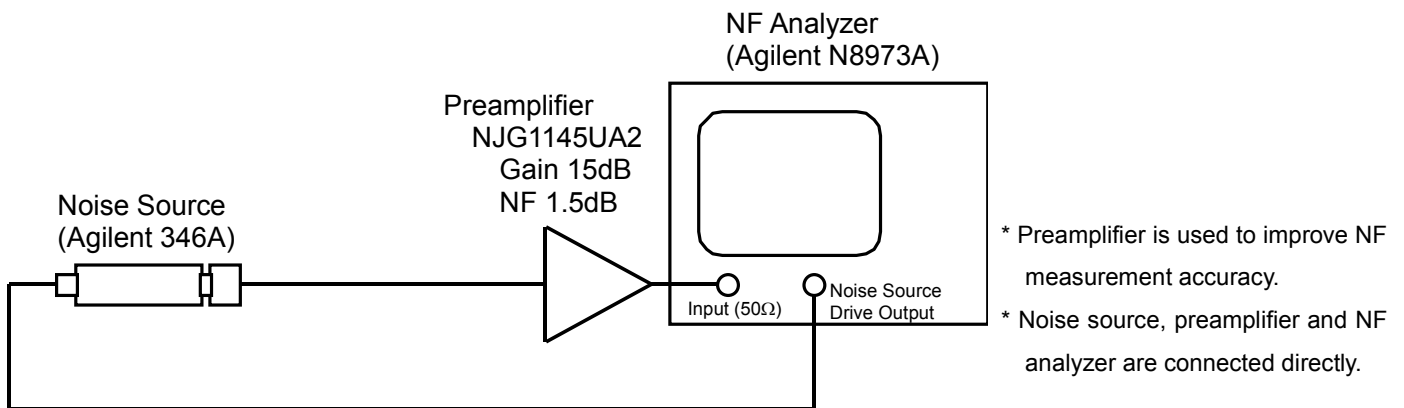 NF Analyzer
(Agilent N8973A)
Preamplifier
NJG1145UA2
Gain 15dB
NF 1.5dB
Noise Source
(Agilent 346A)
Input (50Ω)
Noise Source
Drive Output
* Preamplifier is used to improve NF
measurement accuracy.
* Noise source, preamplifier and NF
analyzer are connected directly.